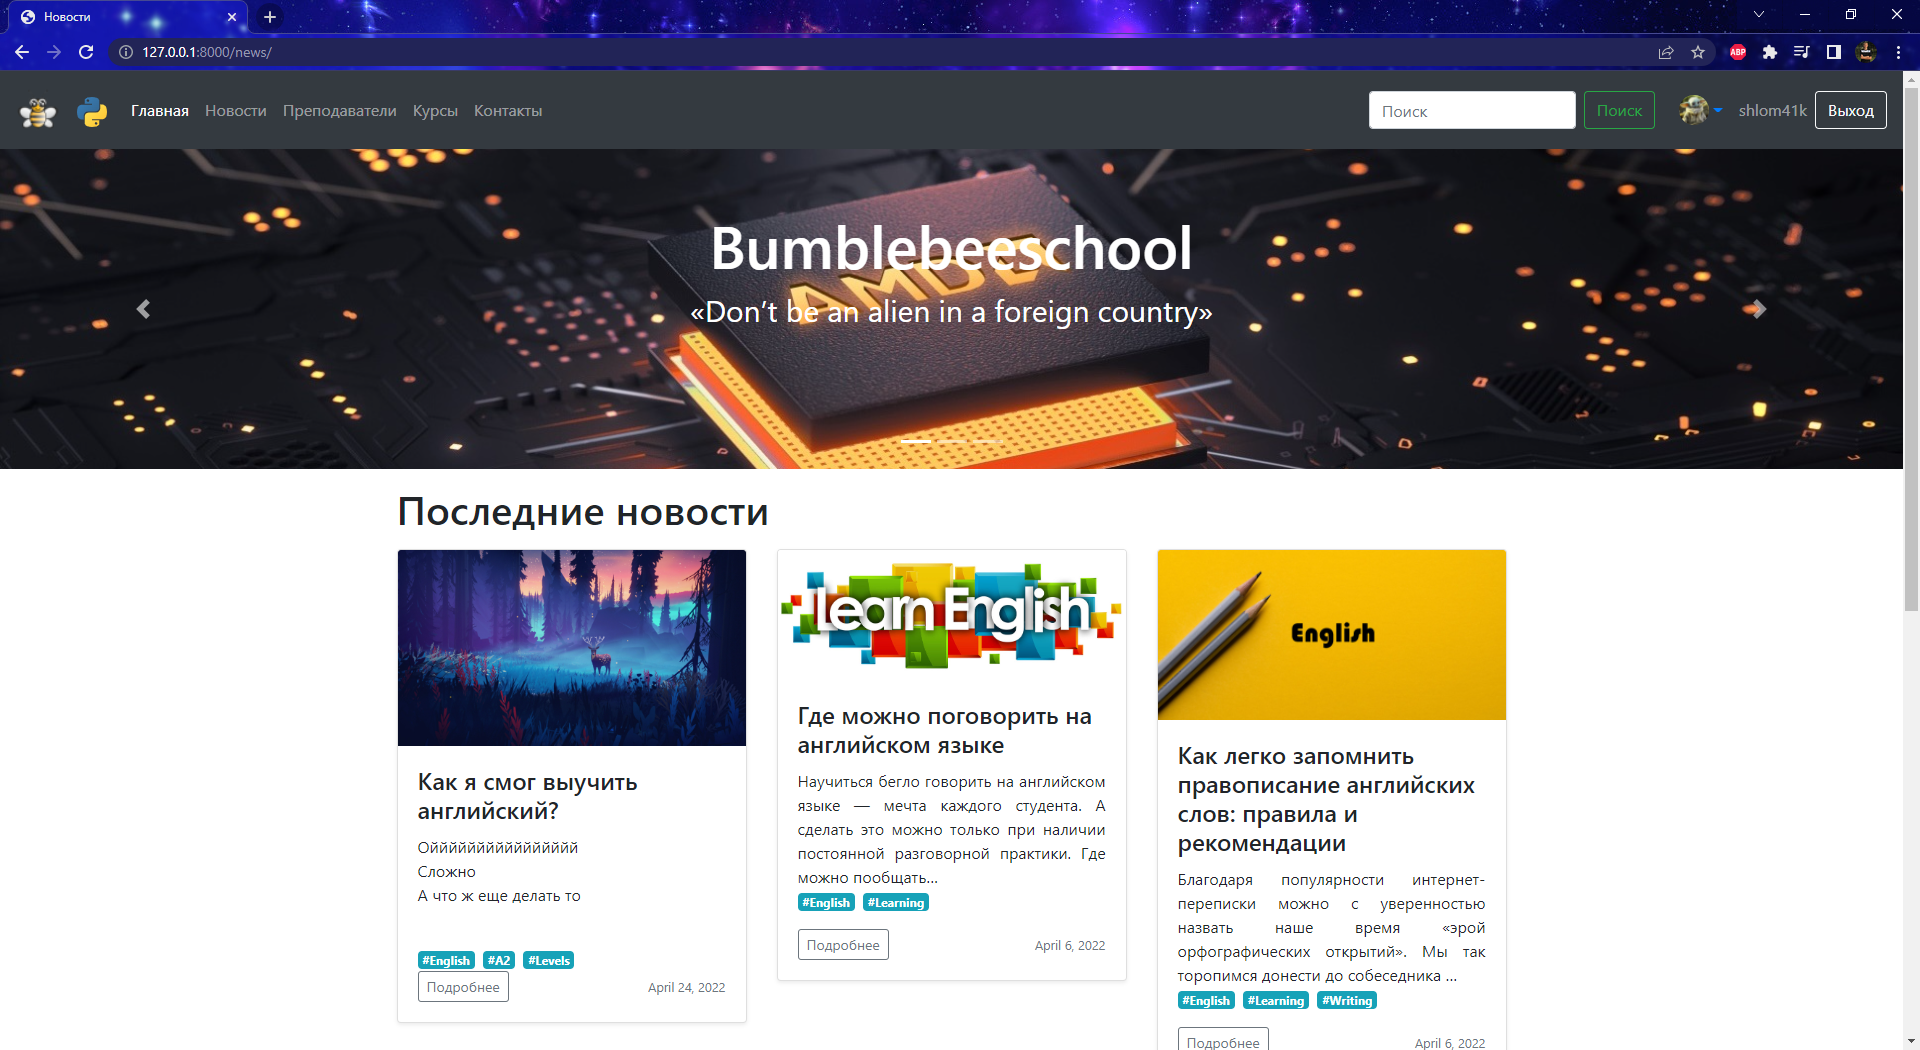 Новости
127.0.0.1:8000/news/
ABP
Главная Новости Преподаватели Курсы Контакты Поиск Поиск shlom41k Выход
AMD
Bumblebeeschool
«Don’t be an alien in a foreign country»
Последние новости
Как я смог выучить
английский?
Оййййййййййййййййй
Сложно
А что ж еще делать то
#English #A2 #Levels
Подробнее April 24, 2022
Learn English
Где можно поговорить на
английском языке
Научиться бегло говорить на английском
языке — мечта каждого студента. А
сделать это можно только при наличии
постоянной разговорной практики. Где
можно пообщать...
#English #Learning
Подробнее April 6, 2022
English
Как легко запомнить
правописание английских
слов: правила и
рекомендации
Благодаря популярности интернет-
переписки можно с уверенностью
назвать наше время «эрой
орфографических открытий». Мы так
торопимся донести до собеседника ...
#English #Learning #Writing
Подробнее April 6, 2022